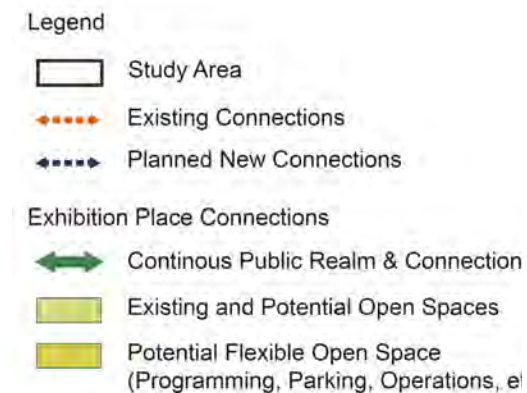 Legend
Study Area
Existing Connections
Planned New Connections
Exhibition Place Connections
Continous Public Realm & Connection
Existing and Potential Open Spaces
Potential Flexible Open Space
(Programming, Parking, Operations,